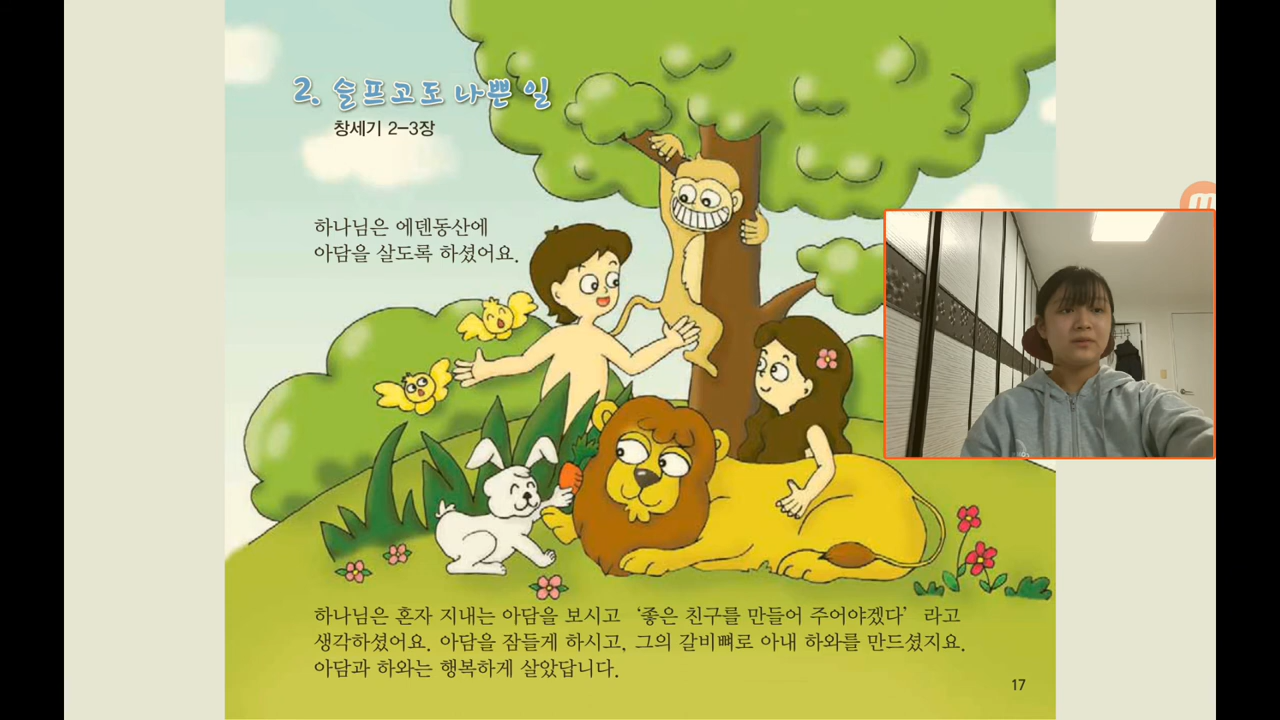 2. 슬프고도 나쁜 일
창세기 2-3장
하나님은 에덴동산에
아담을 살도록 하셨어요.
하나님은 혼자 지내는 아담을 보시고 ‘좋은 친구를 만들어 주어야겠다’ 라고
생각하셨어요. 아담을 잠들게 하시고, 그의 갈비뼈로 아내 하와를 만드셨지요.
아담과 하와는 행복하게 살았답니다.
17